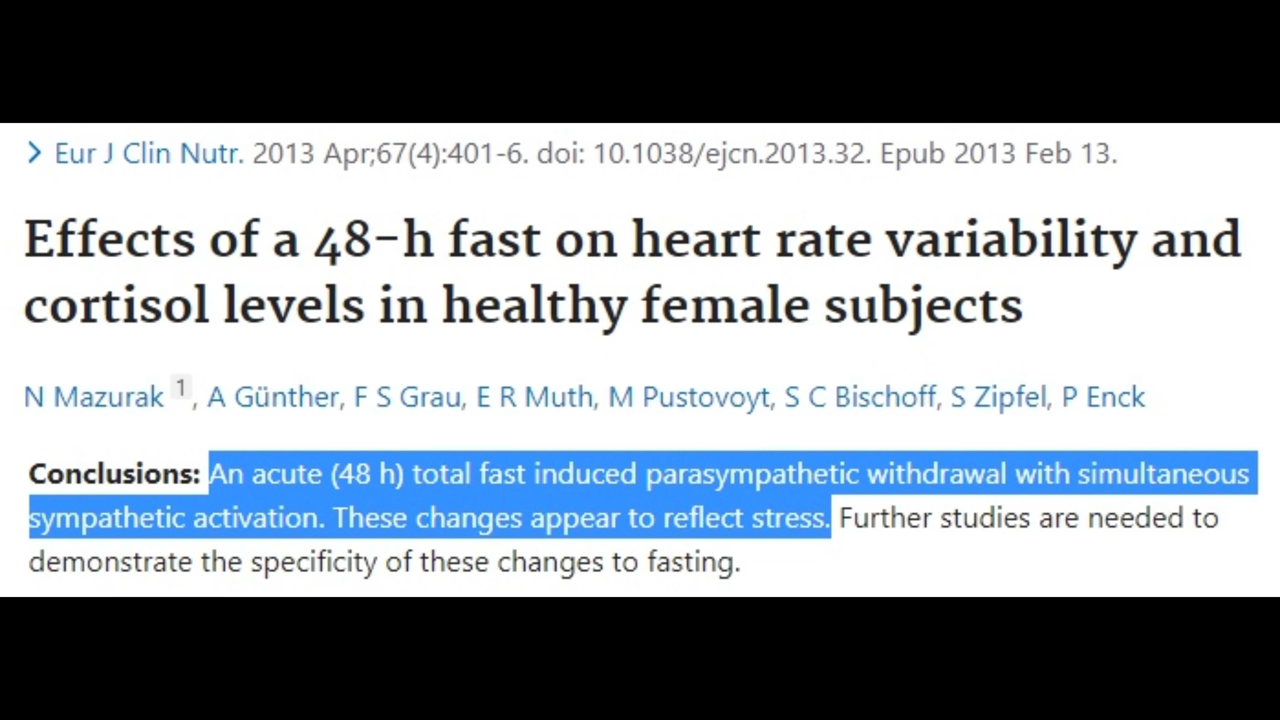 > Eur J Clin Nutr. 2013 Apr;67(4):401-6. doi: 10.1038/ejcn.2013.32. Epub 2013 Feb 13.
Effects of a 48-h fast on heart rate variability and
cortisol levels in healthy female subjects
N Mazurak 1, A Günther, F S Grau, E R Muth, M Pustovoyt, S C Bischoff, S Zipfel, P Enck
Conclusions: An acute (48 h) total fast induced parasympathetic withdrawal with simultaneous
sympathetic activation. These changes appear to reflect stress. Further studies are needed to
demonstrate the specificity of these changes to fasting.